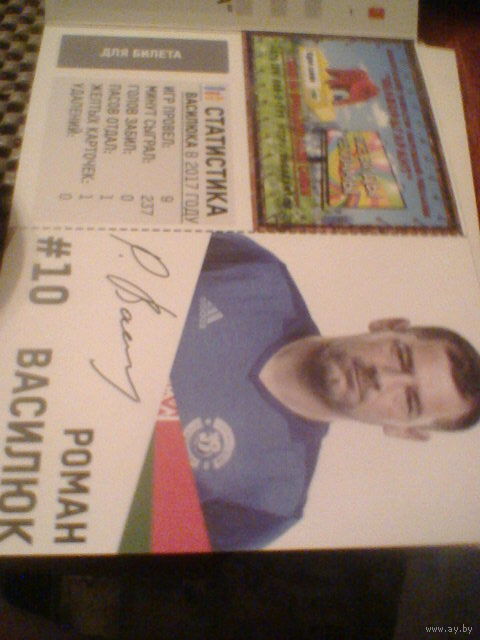 ДЛЯ БИЛЕТА
СТАТИСТИКА
ВАСИЛЮКА В 2017 ГОДУ
ИГР ПРОВЕЛ: 9
МИНУТ СЫГРАЛ: 237
ГОЛОВ ЗАБИЛ: 0
ПАСОВ ОТДАЛ: 1
ЖЕЛТЫХ КАРТОЧЕК: 1
УДАЛЕНИЙ: 0
#10
РОМАН
ВАСИЛЮК
www.ay.by